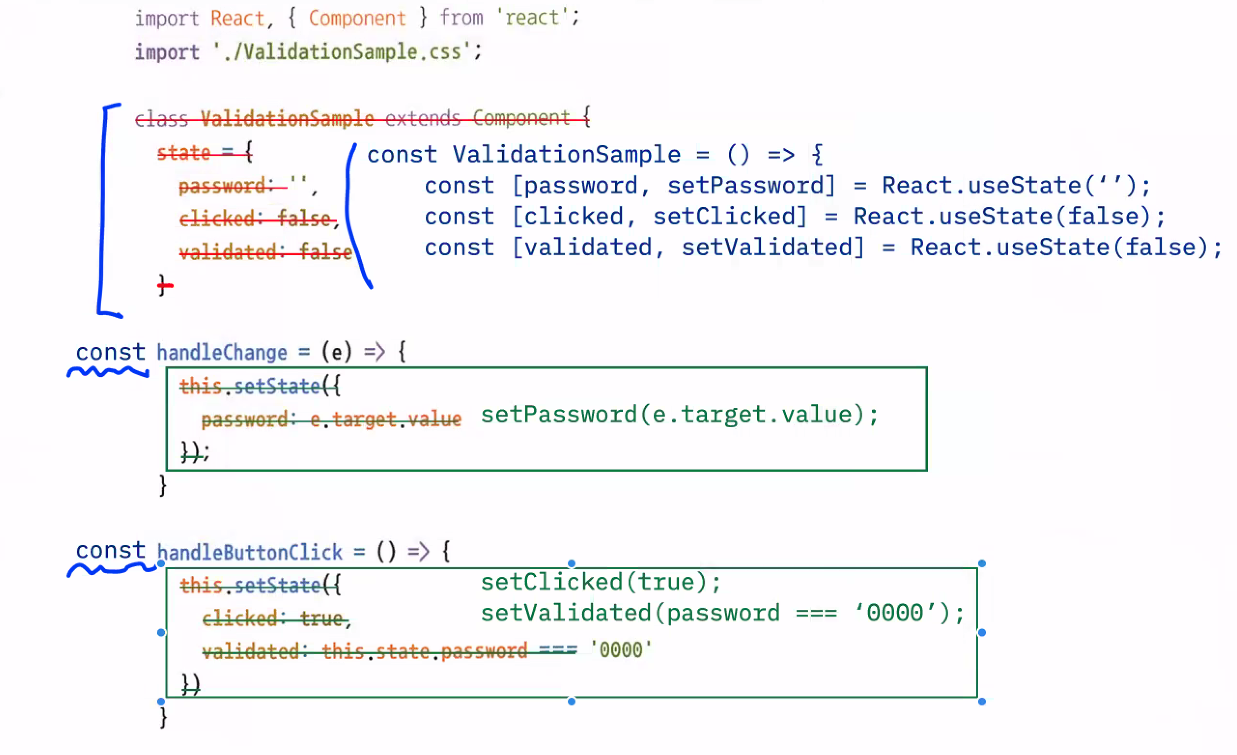 import React, { Component } from 'react';
import './ValidationSample.css';
class ValidationSample extends Component {
state = {
password: '',
clicked: false,
validated: false
}
const ValidationSample = () => {
const [password, setPassword] = React.useState(‘’);
const [clicked, setClicked] = React.useState(false);
const [validated, setValidated] = React.useState(false);
const handleChange = (e) => {
this.setState({
password: e.target.value setPassword(e.target.value);
});
}
const handleButtonClick = () => {
this.setState({ setClicked(true);
clicked: true, setValidated(password === ‘0000’);
validated: this.state.password === '0000'
})
}